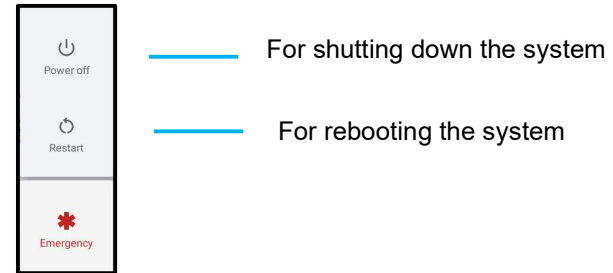 Power off
For shutting down the system
Restart
For rebooting the system
Emergency